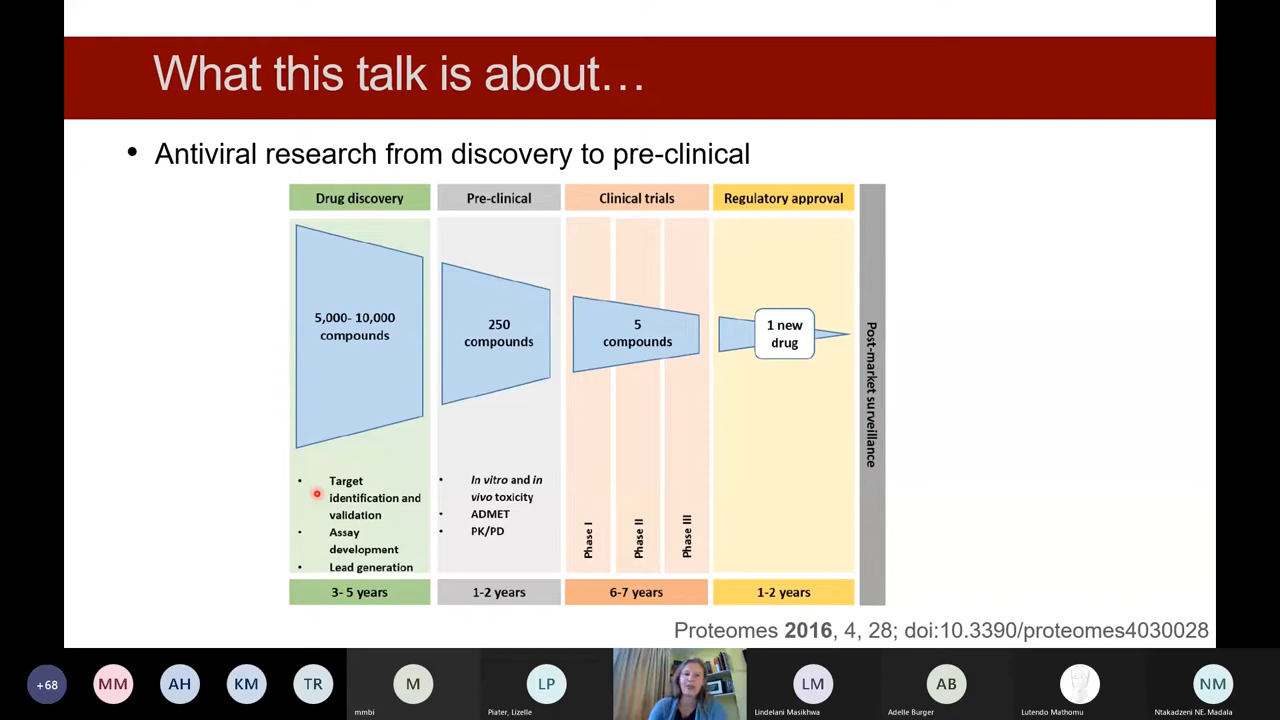 What this talk is about…
• Antiviral research from discovery to pre-clinical
Drug discovery
Pre-clinical
Clinical trials
Regulatory approval
5,000- 10,000
compounds
250
compounds
5
compounds
1 new
drug
Post-market surveillance
• Target
identification and
validation
• Assay
development
• Lead generation
• In vitro and in
vivo toxicity
• ADMET
• PK/PD
Phase I
Phase II
Phase III
3- 5 years
1-2 years
6-7 years
1-2 years
Proteomes 2016, 4, 28; doi:10.3390/proteomes4030028
+68
MM
AH
KM
TR
M
mmbi
LP
Piater, Lizelle
LM
Lindelani Masikhwa
AB
Adelle Burger
Lutendo Mathomu
NM
Ntakadzeni NE. Madala